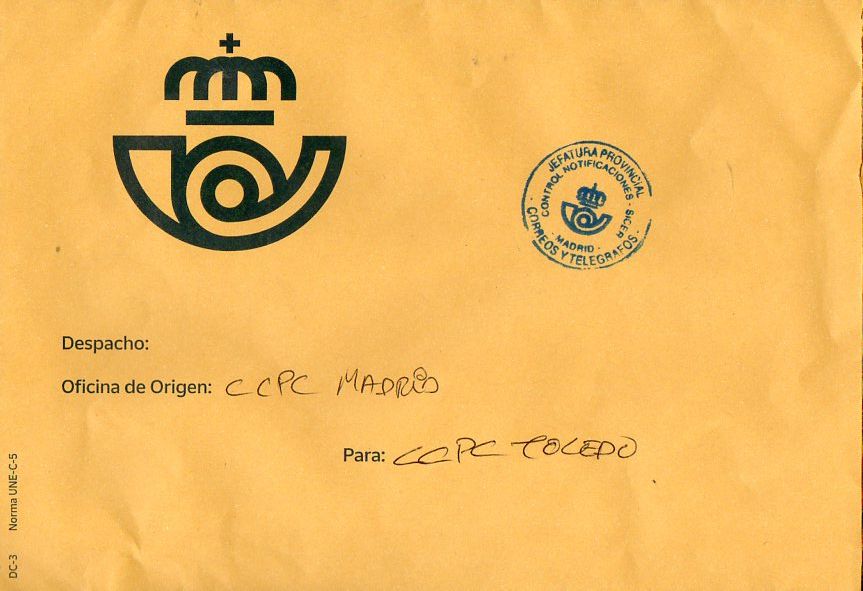 JEFATURA PROVINCIAL
CONTROL NOTIFICACIONES - SICER
- MADRID -
CORREOS Y TELEGRAFOS
Despacho:
Oficina de Origen: CCPC MADRID
Para: CCPC TOLEDO
Norma UNE-C-5
DC-3